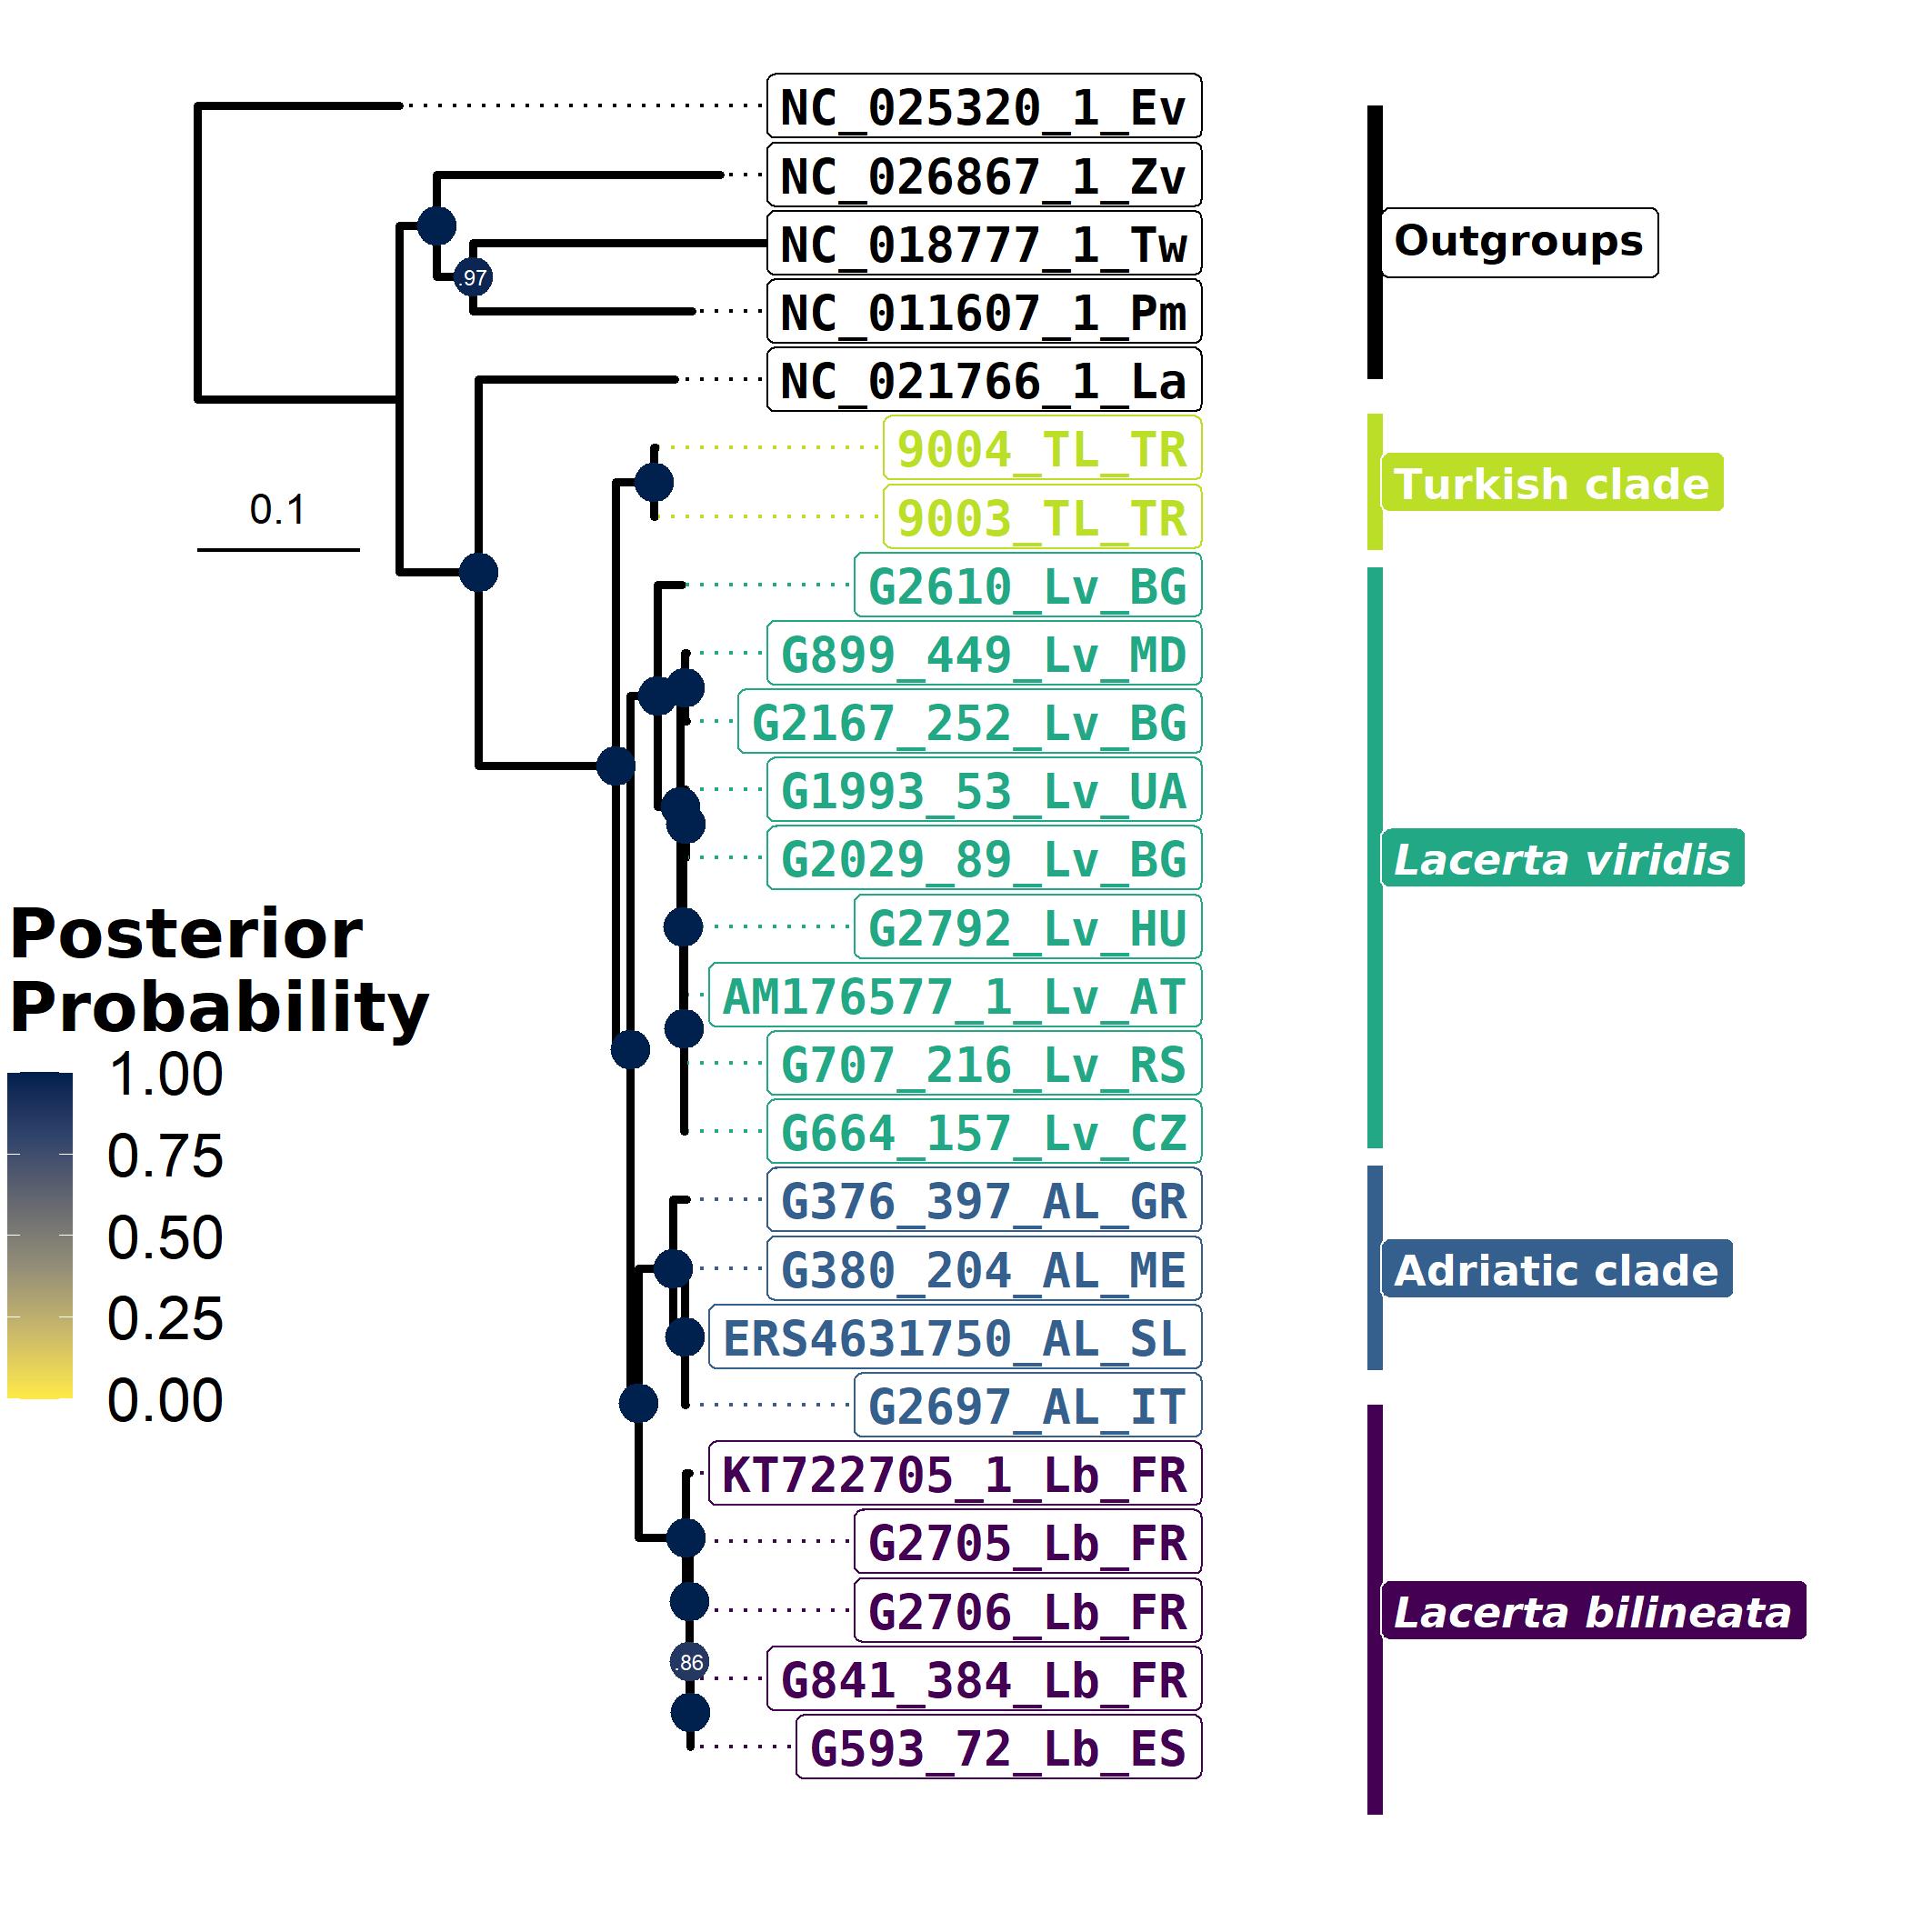 NC_025320_1_Ev
NC_026867_1_Zv
NC_018777_1_Tw
.97
NC_011607_1_Pm
NC_021766_1_La
Outgroups
9004_TL_TR
9003_TL_TR
Turkish clade
0.1
G2610_Lv_BG
G899_449_Lv_MD
G2167_252_Lv_BG
G1993_53_Lv_UA
G2029_89_Lv_BG
G2792_Lv_HU
AM176577_1_Lv_AT
G707_216_Lv_RS
G664_157_Lv_CZ
Lacerta viridis
Posterior
Probability
1.00
0.75
0.50
0.25
0.00
G376_397_AL_GR
G380_204_AL_ME
ERS4631750_AL_SL
G2697_AL_IT
Adriatic clade
KT722705_1_Lb_FR
G2705_Lb_FR
G2706_Lb_FR
.86
G841_384_Lb_FR
G593_72_Lb_ES
Lacerta bilineata